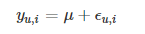 y_{u,i} = μ + ϵ_{u,i}